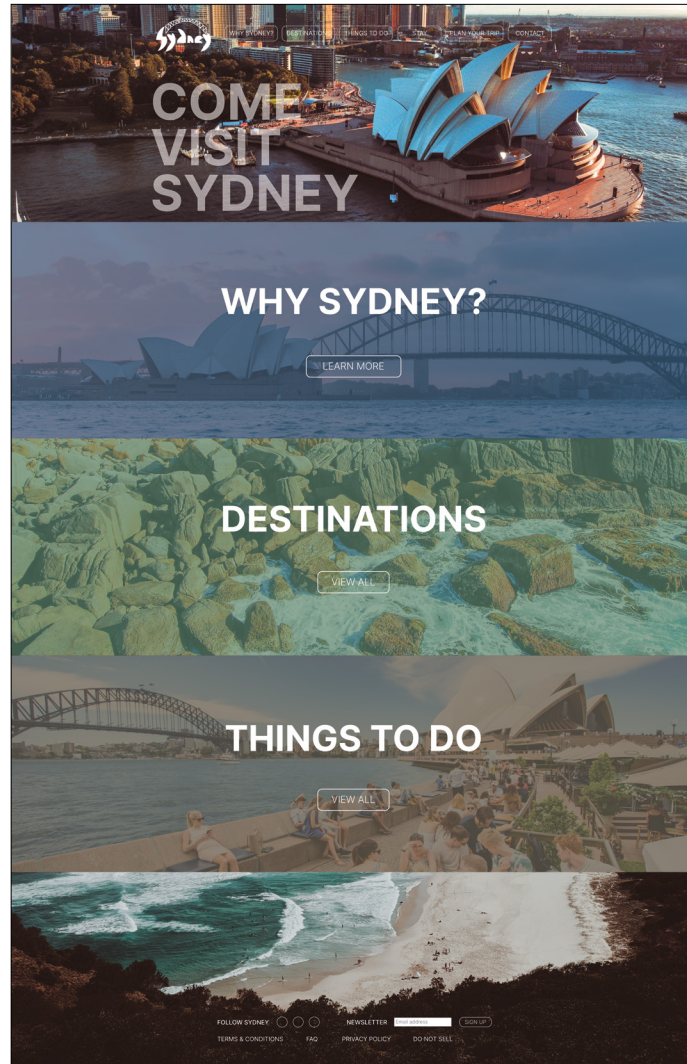 Sydney
WHY SYDNEY? DESTINATIONS THINGS TO DO STAY PLAN YOUR TRIP CONTACT
COME
VISIT
SYDNEY
WHY SYDNEY?
LEARN MORE
DESTINATIONS
VIEW ALL
THINGS TO DO
VIEW ALL
FOLLOW SYDNEY NEWSLETTER Email address SIGN UP
TERMS & CONDITIONS FAQ PRIVACY POLICY DO NOT SELL